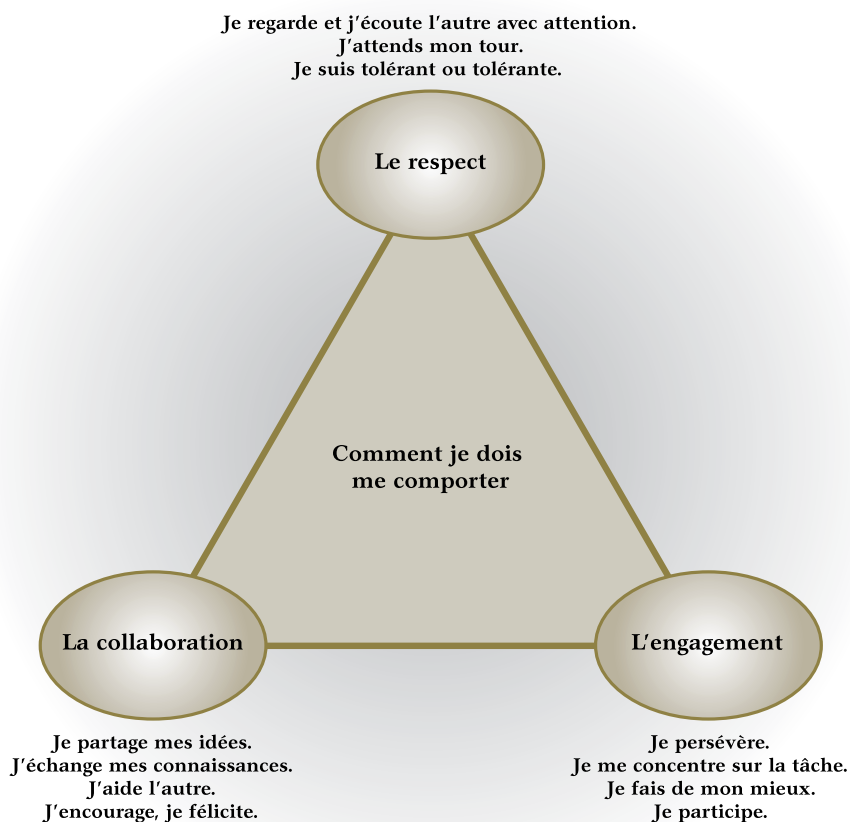 Je regarde et j'écoute l'autre avec attention.
J'attends mon tour.
Je suis tolérant ou tolérante.
Le respect
Comment je dois
me comporter
La collaboration
L'engagement
Je partage mes idées.
J'échange mes connaissances.
J'aide l'autre.
J'encourage, je félicite.
Je persévère.
Je me concentre sur la tâche.
Je fais de mon mieux.
Je participe.